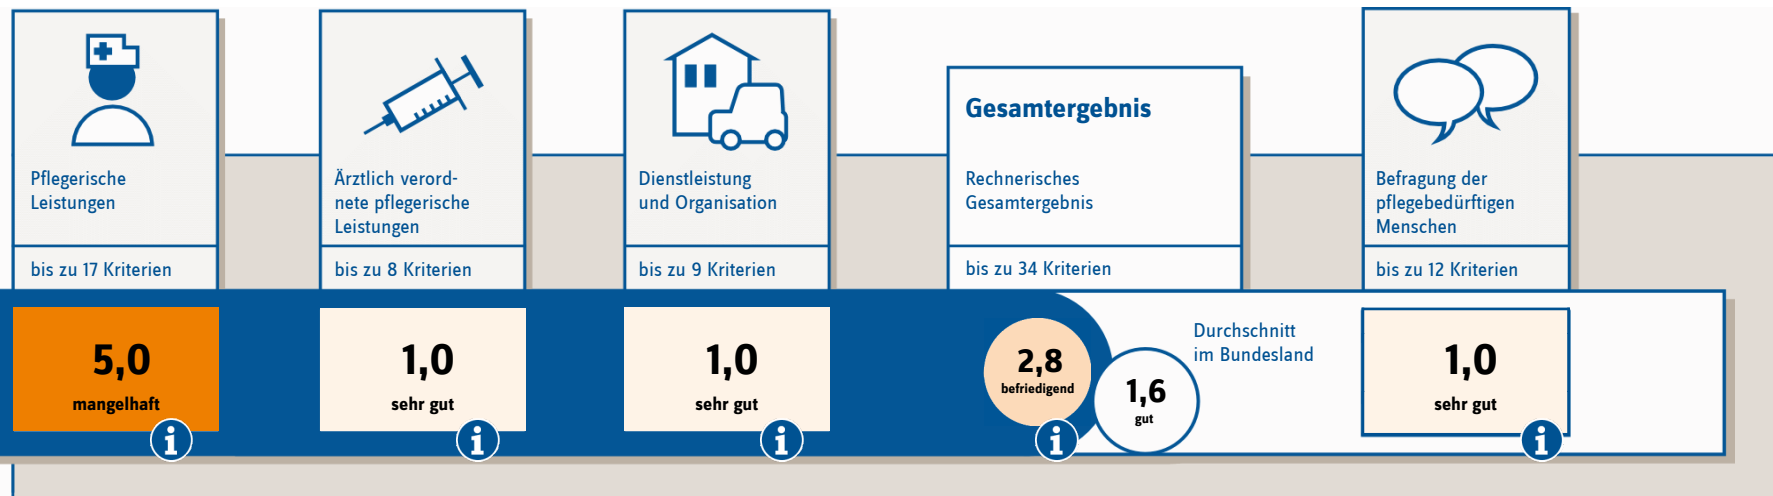 Pflegerische
Leistungen
bis zu 17 Kriterien
5,0
mangelhaft
i
Ärztlich verord-
nete pflegerische
Leistungen
bis zu 8 Kriterien
1,0
sehr gut
i
Dienstleistung
und Organisation
bis zu 9 Kriterien
1,0
sehr gut
i
Gesamtergebnis
Rechnerisches
Gesamtergebnis
bis zu 34 Kriterien
2,8
befriedigend
i
1,6
gut
Durchschnitt
im Bundesland
Befragung der
pflegebedürftigen
Menschen
bis zu 12 Kriterien
1,0
sehr gut
i